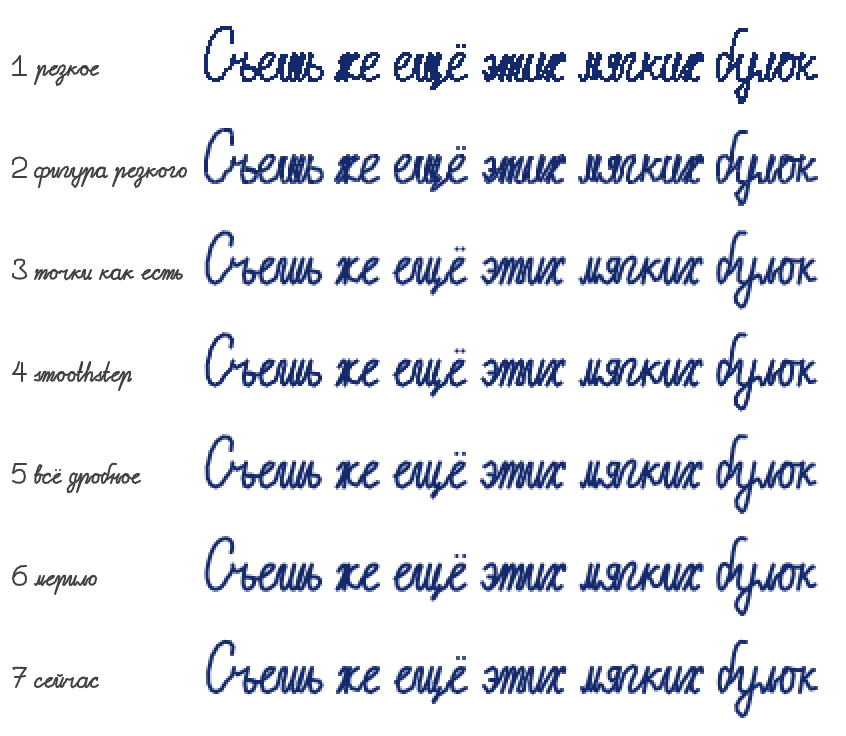 1 резкое Съешь же ещё этих мягких булок
2 фигура резкого Съешь же ещё этих мягких булок
3 точки как есть Съешь же ещё этих мягких булок
4 smoothstep Съешь же ещё этих мягких булок
5 всё дробное Съешь же ещё этих мягких булок
6 мерило Съешь же ещё этих мягких булок
7 сейчас Съешь же ещё этих мягких булок